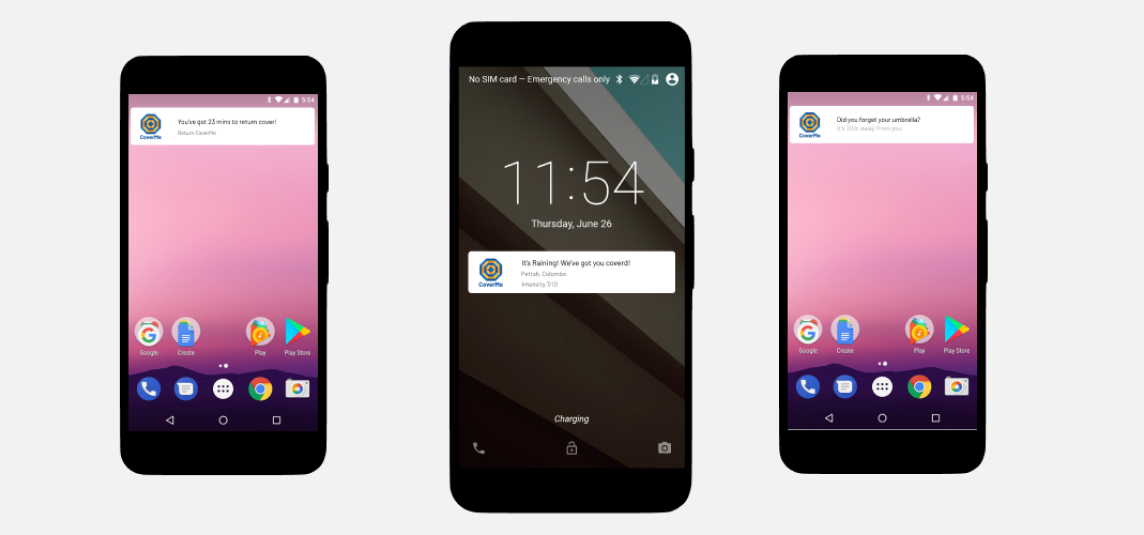 5:54
CoverMe
You've got 23 mins to return cover!
Return CoverMe
Google
Create
Play
Play Store
No SIM card — Emergency calls only
11:54
Thursday, June 26
CoverMe
It's Raining! We've got you coverd!
Pettah, Colombo
Intansity 7/10
Charging
5:54
CoverMe
Did you forget your umbrella?
It's 20m away from you
Google
Create
Play
Play Store